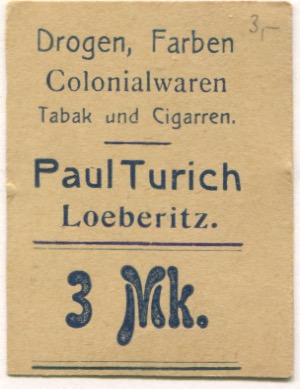 3,-
Drogen, Farben
Colonialwaren
Tabak und Cigarren.
Paul Turich
Loeberitz.
3 Mk.